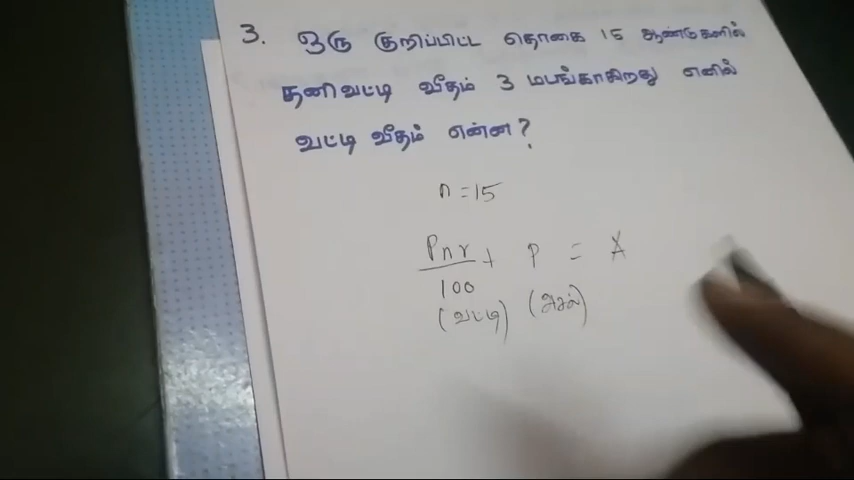 3. ஒரு குறிப்பிட்ட தொகை 15 ஆண்டுகளில்
தனிவட்டி வீதம் 3 மடங்காகிறது எனில்
வட்டி வீதம் என்ன?
n = 15
Pnr + P = A
100
(வட்டி) (அசல்)